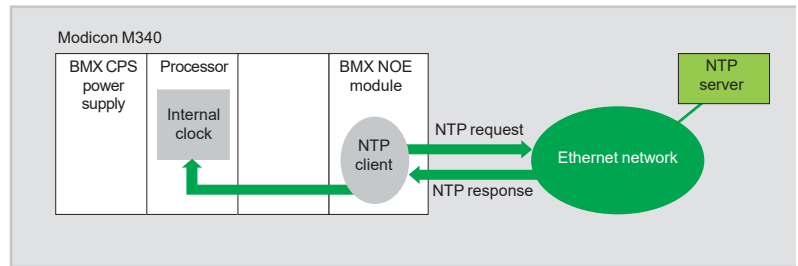 Modicon M340
BMX CPS
power
supply
Processor
BMX NOE
module
NTP
server
Internal
clock
NTP
client
NTP request
Ethernet network
NTP response